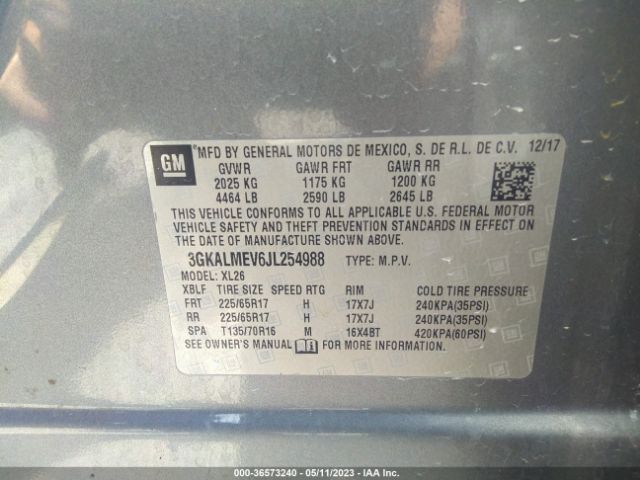 GM *MFD BY GENERAL MOTORS DE MEXICO, S. DE R.L. DE C.V. 12/17
GVWR GAWR FRT GAWR RR
2025 KG 1175 KG 1200 KG
4464 LB 2590 LB 2645 LB
THIS VEHICLE CONFORMS TO ALL APPLICABLE U.S. FEDERAL MOTOR
VEHICLE SAFETY AND THEFT PREVENTION STANDARDS IN EFFECT ON
THE DATE OF MANUFACTURE SHOWN ABOVE.
3GKALMEV6JL254988 TYPE: M.P.V.
MODEL: XL26
XBLF TIRE SIZE SPEED RTG RIM COLD TIRE PRESSURE
FRT 225/65R17 H 17X7J 240KPA(35PSI)
RR 225/65R17 H 17X7J 240KPA(35PSI)
SPA T135/70R16 M 16X4BT 420KPA(60PSI)
SEE OWNER'S MANUAL FOR MORE INFORMATION.
000-36573240 - 05/11/2023 - IAA Inc.